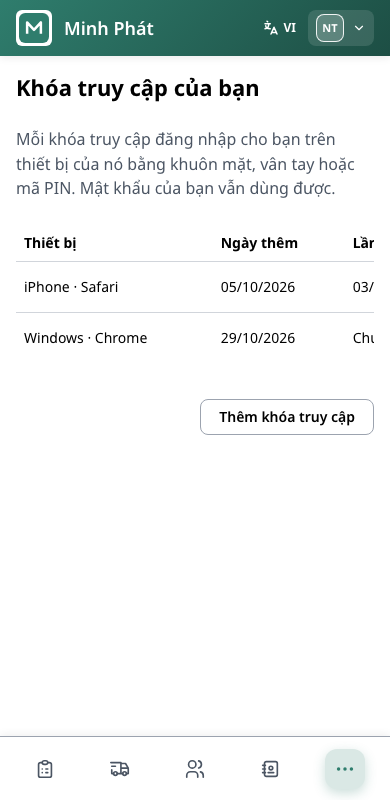 Minh Phát
VI
NT
Khóa truy cập của bạn
Mỗi khóa truy cập đăng nhập cho bạn trên
thiết bị của nó bằng khuôn mặt, vân tay hoặc
mã PIN. Mật khẩu của bạn vẫn dùng được.
Thiết bị Ngày thêm
iPhone · Safari 05/10/2026 03/
Windows · Chrome 29/10/2026
Thêm khóa truy cập